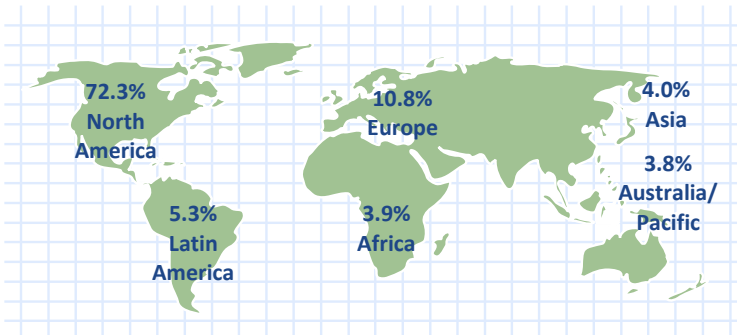 72.3%
North
America
10.8%
Europe
4.0%
Asia
3.8%
Australia/
Pacific
5.3%
Latin
America
3.9%
Africa